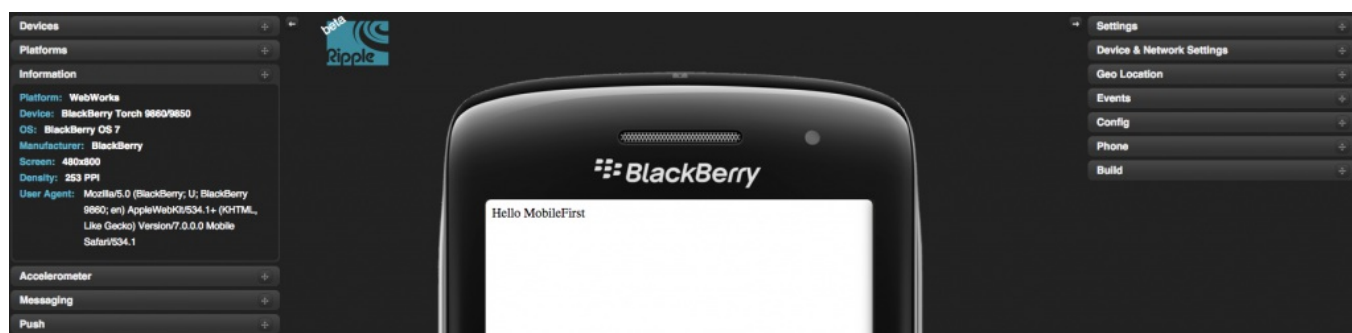 Devices
Platforms
Information
Platform: WebWorks
Device: BlackBerry Torch 9860/9850
OS: BlackBerry OS 7
Manufacturer: BlackBerry
Screen: 480x800
Density: 253 PPI
User Agent: Mozilla/5.0 (BlackBerry; U; BlackBerry
9860; en) AppleWebKit/534.1+ (KHTML,
Like Gecko) Version/7.0.0.0 Mobile
Safari/534.1
Accelerometer
Messaging
Push
beta
Ripple
BlackBerry
Hello MobileFirst
Settings
Device & Network Settings
Geo Location
Events
Config
Phone
Build